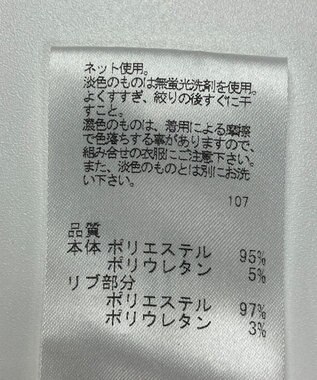 ネット使用。
淡色のものは無蛍光洗剤を使用。
よくすすぎ、絞りの後すぐに干
すこと。
濃色のものは、着用による摩擦
で色落ちする事がありますので、
組み合せの衣服にご注意下さい。
また、淡色のものとは別にお洗
い下さい。
107
品質
本体 ポリエステル 95%
ポリウレタン 5%
リブ部分
ポリエステル 97%
ポリウレタン 3%